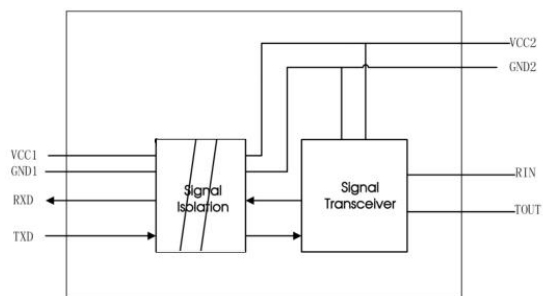 VCC2
GND2
VCC1
GND1
RXD
TXD
Signal
Isolation
Signal
Transceiver
RIN
TOUT